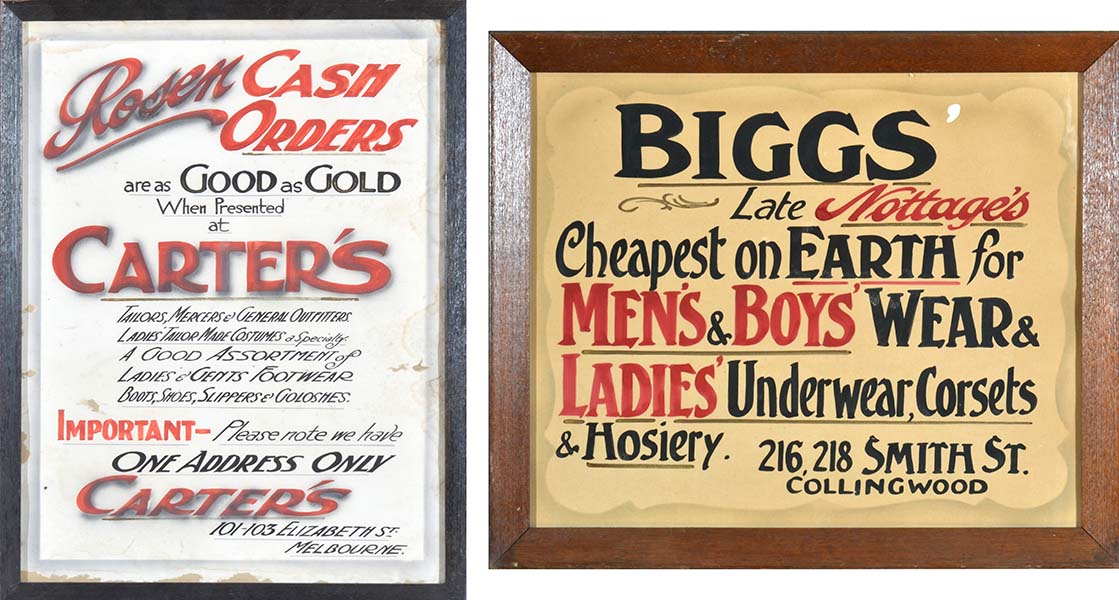 Rosen CASH
ORDERS
are as GOOD as GOLD
When Presented
at
CARTER'S
TAILORS, MERCERS & GENERAL OUTFITTERS
LADIES' TAILOR MADE COSTUMES a Specialty.
A GOOD ASSORTMENT of
LADIES & GENTS FOOTWEAR
BOOTS, SHOES, SLIPPERS & GOLOSHES.
IMPORTANT— Please note we have
ONE ADDRESS ONLY
CARTER'S
101-103 ELIZABETH ST.
MELBOURNE.
BIGGS'
Late Nottage's
Cheapest on EARTH for
MEN'S & BOYS' WEAR &
LADIES' Underwear, Corsets
& Hosiery. 216, 218 SMITH ST.
COLLINGWOOD